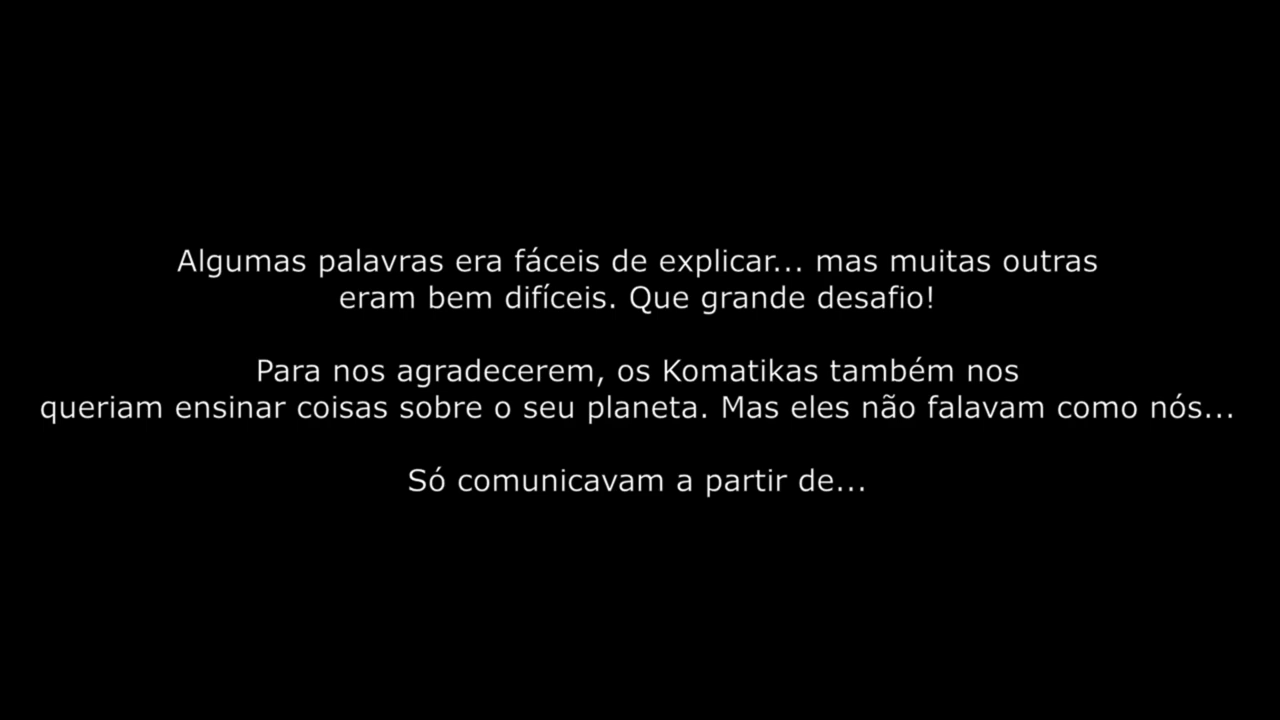 Algumas palavras era fáceis de explicar... mas muitas outras
eram bem difíceis. Que grande desafio!
Para nos agradecerem, os Komatikas também nos
queriam ensinar coisas sobre o seu planeta. Mas eles não falavam como nós...
Só comunicavam a partir de...